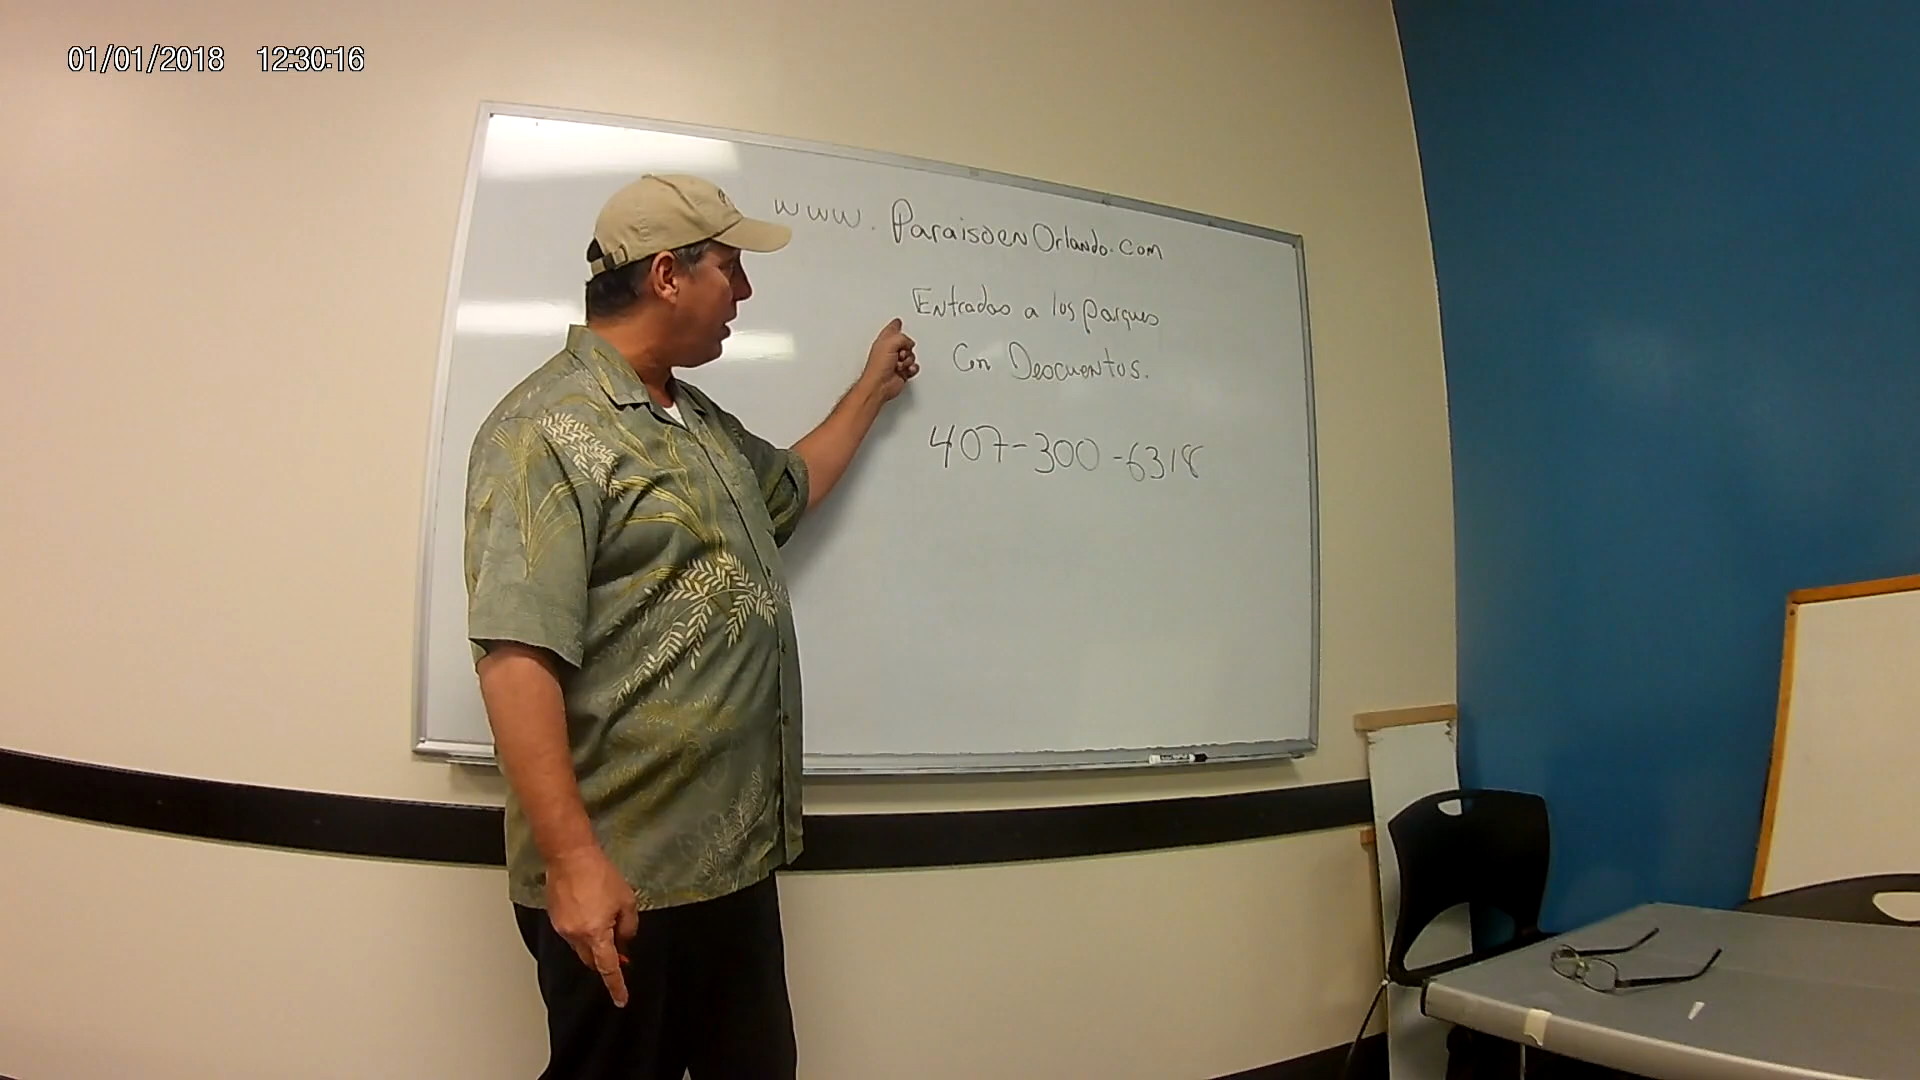 01/01/2018 12:30:16
www.ParaisoenOrlando.com
Entradas a los parques
Con Descuentos.
407-300-6318